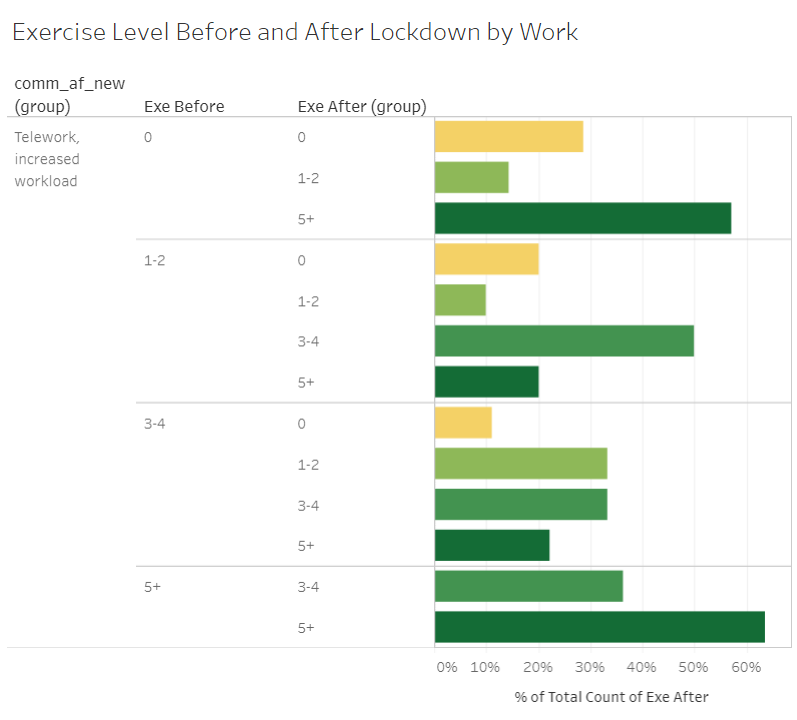 Exercise Level Before and After Lockdown by Work
comm_af_new
(group) Exe Before Exe After (group)
Telework, 0 0
increased
workload
1-2
5+
1-2 0
1-2
3-4
5+
3-4 0
1-2
3-4
5+
5+ 3-4
5+
0% 10% 20% 30% 40% 50% 60%
% of Total Count of Exe After